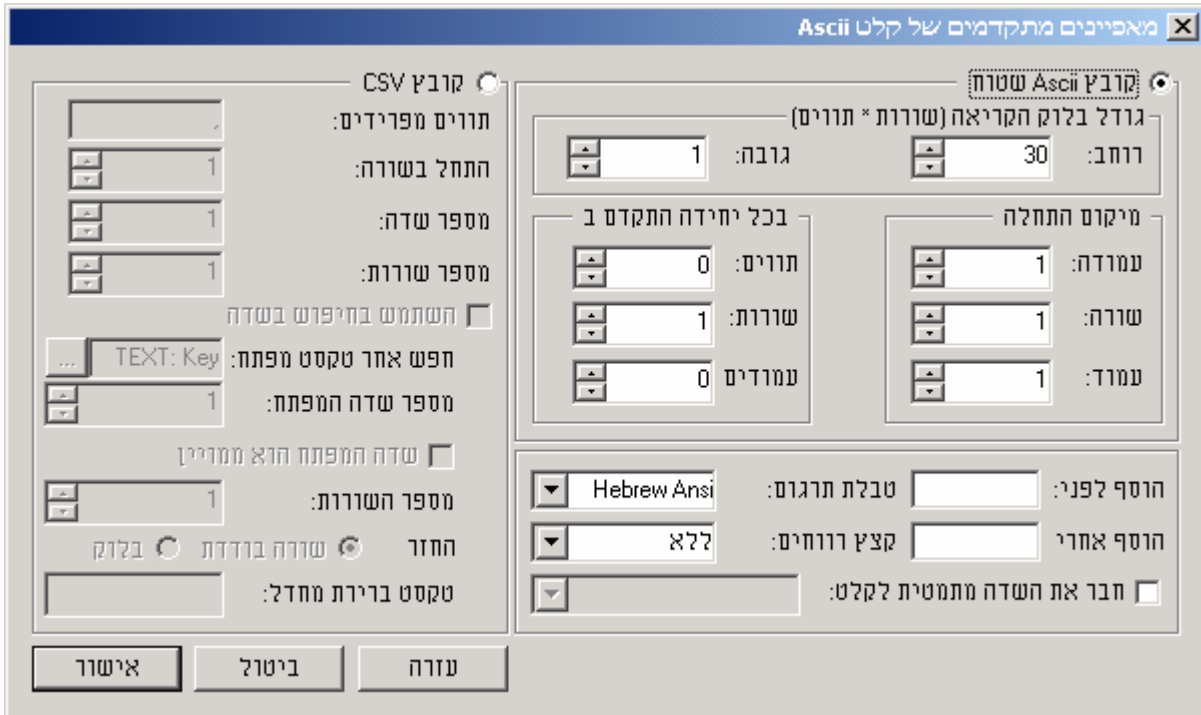 מאפיינים מתקדמים של קלט Ascii
קובץ Ascii שטוח
גודל בלוק הקריאה (שורות * תווים)
רוחב: 30
גובה: 1
מיקום התחלה
עמודה: 1
שורה: 1
עמוד: 1
בכל יחידה התקדם ב
תווים: 0
שורות: 1
עמודים 0
הוסף לפני:
טבלת תרגום: Hebrew Ansi
הוסף אחרי
קצץ רווחים: ללא
חבר את השדה מתמטית לקלט:
קובץ CSV
תווים מפרידים: ,
התחל בשורה: 1
מספר שדה: 1
מספר שורות: 1
השתמש בחיפוש בשדה
חפש אחר טקסט מפתח: TEXT: Key ...
מספר שדה המפתח: 1
שדה המפתח הוא ממויין
מספר השורות: 1
החזר שורה בודדת בלוק
טקסט ברירת מחדל:
עזרה
ביטול
אישור